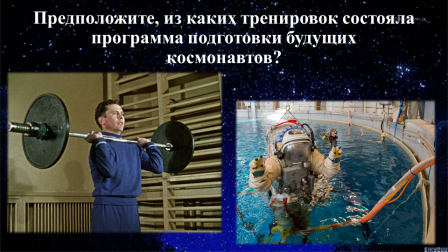 Предположите, из каких тренировок состояла
программа подготовки будущих
космонавтов?